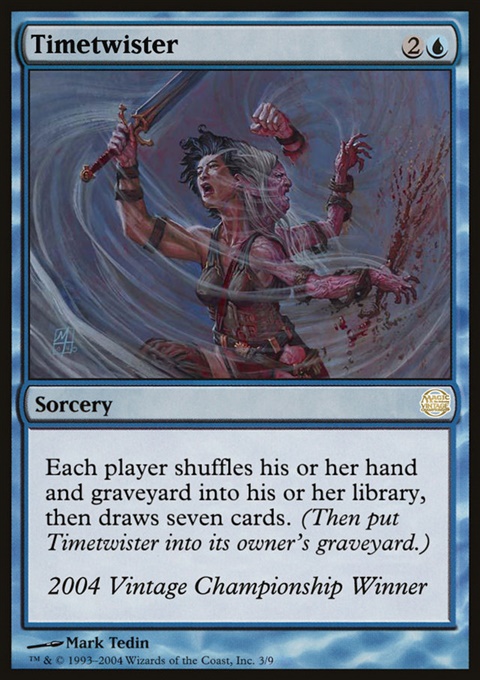 Timetwister 2
Sorcery
MAGIC
VINTAGE
Each player shuffles his or her hand
and graveyard into his or her library,
then draws seven cards. (Then put
Timetwister into its owner's graveyard.)
2004 Vintage Championship Winner
Mark Tedin
™ & © 1993–2004 Wizards of the Coast, Inc. 3/9